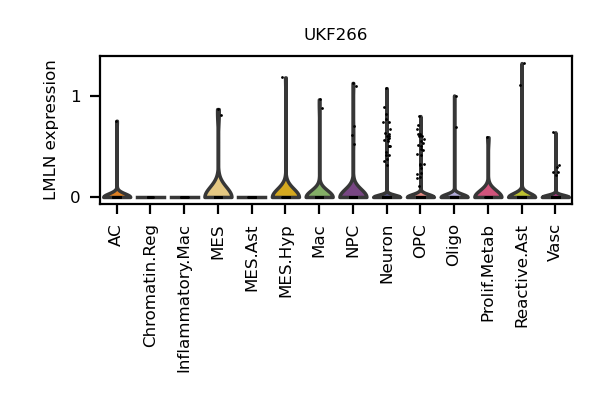 UKF266
LMLN expression
1
0
AC
Chromatin.Reg
Inflammatory.Mac
MES
MES.Ast
MES.Hyp
Mac
NPC
Neuron
OPC
Oligo
Prolif.Metab
Reactive.Ast
Vasc